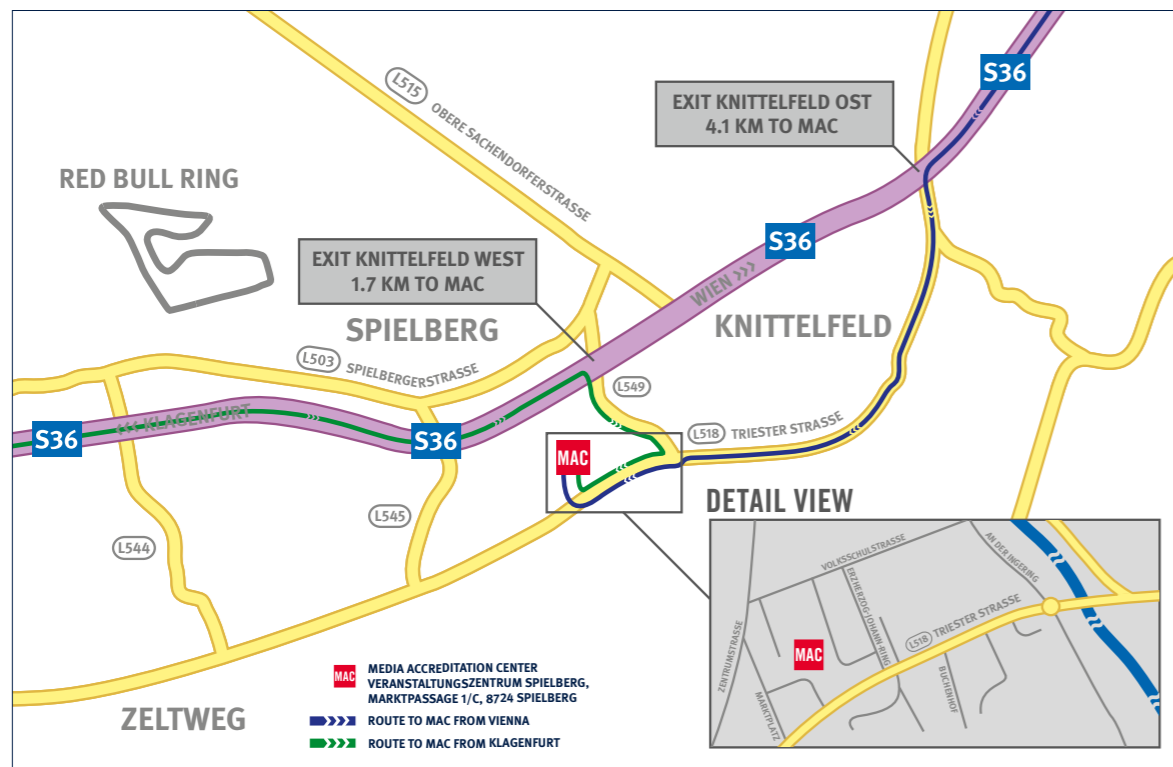 S36
EXIT KNITTELFELD OST
4.1 KM TO MAC
L515
OBERE SACHENDORFERSTRASSE
RED BULL RING
S36
EXIT KNITTELFELD WEST
1.7 KM TO MAC
WIEN >>>
SPIELBERG
KNITTELFELD
L503
SPIELBERGERSTRASSE
L549
<<< KLAGENFURT
S36
S36
L518
TRIESTER STRASSE
MAC
DETAIL VIEW
L545
L544
ZELTWEG
VOLKSSCHULSTRASSE
AN DER INGERING
ERZHERZOG-JOHANN-RING
L518
TRIESTER STRASSE
MAC
ZENTRUMSTRASSE
BUCHENHOF
MARKTPLATZ
MAC
MEDIA ACCREDITATION CENTER
VERANSTALTUNGSZENTRUM SPIELBERG,
MARKTPASSAGE 1/C, 8724 SPIELBERG
ROUTE TO MAC FROM VIENNA
ROUTE TO MAC FROM KLAGENFURT